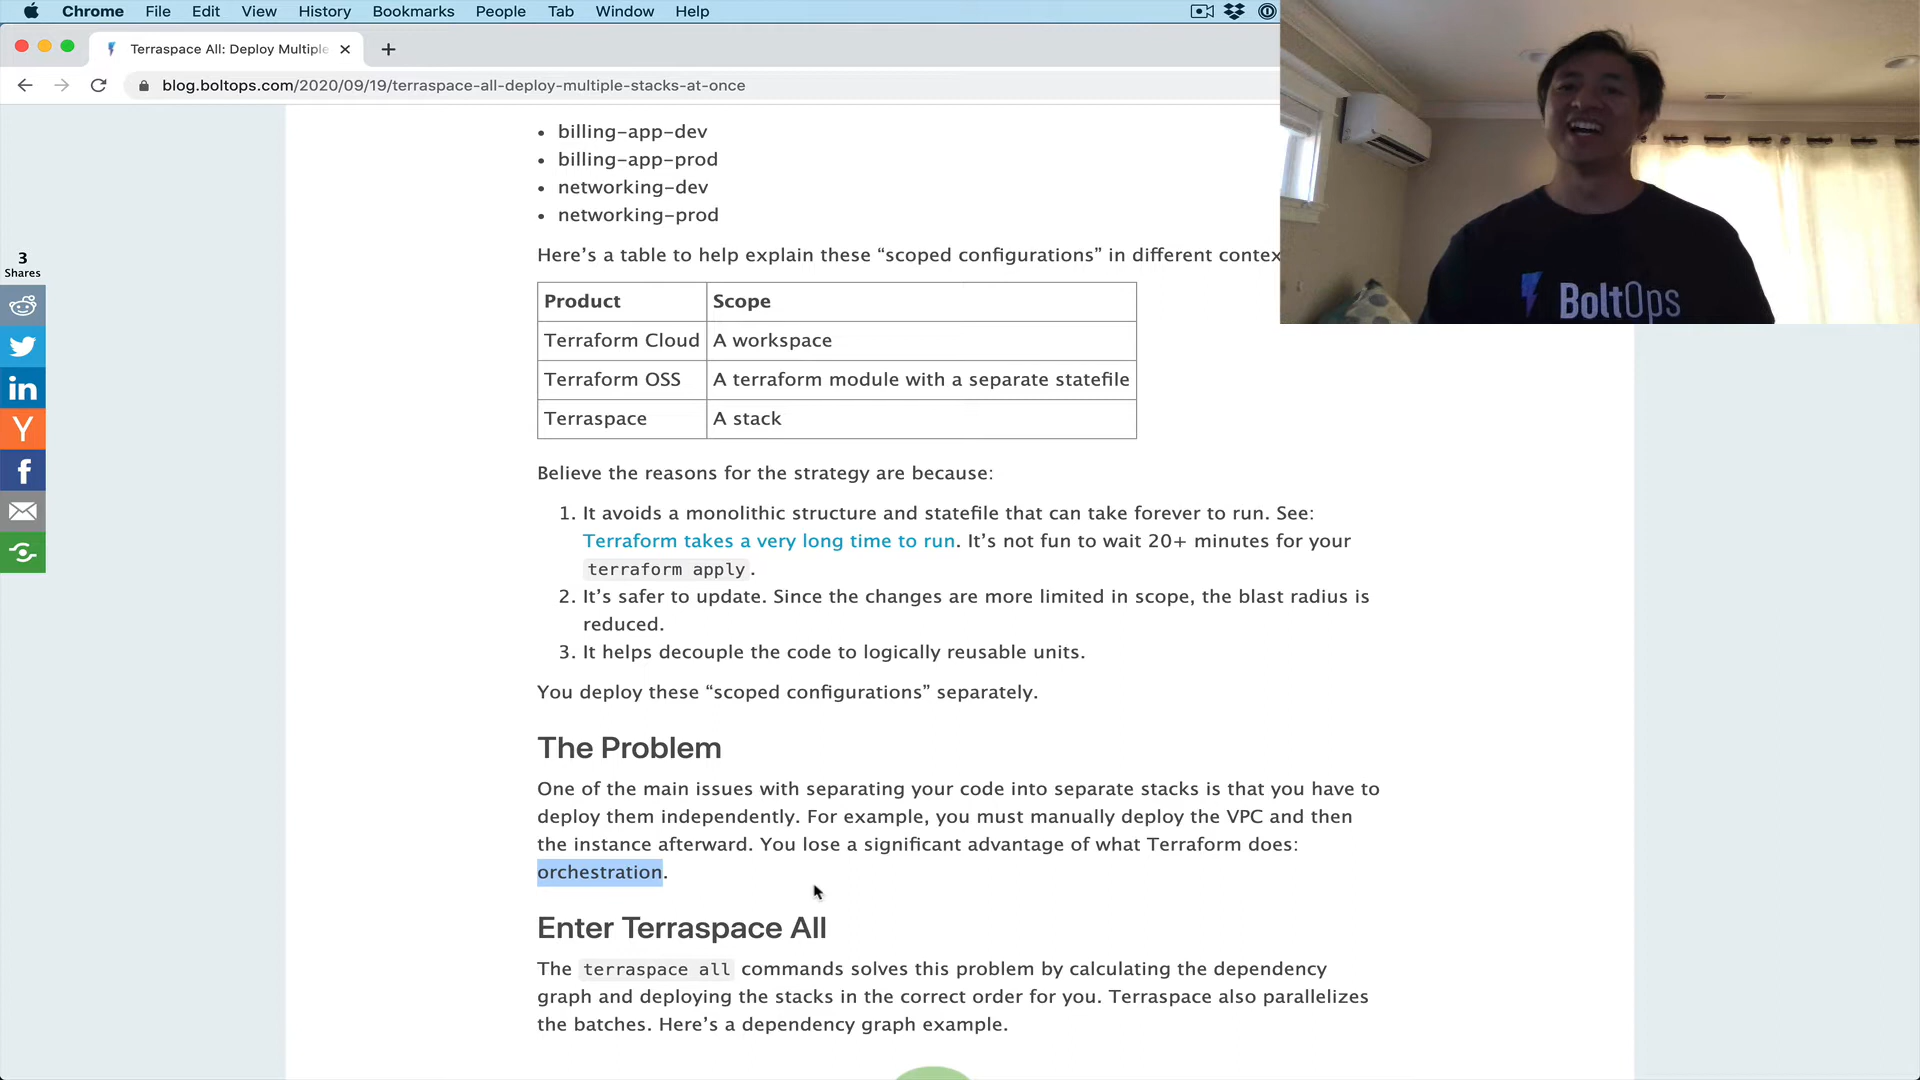 Chrome File Edit View History Bookmarks People Tab Window Help
Terraspace All: Deploy Multiple
blog.boltops.com/2020/09/19/terraspace-all-deploy-multiple-stacks-at-once
• billing-app-dev
• billing-app-prod
• networking-dev
• networking-prod
Here’s a table to help explain these “scoped configurations” in different contex
Product Scope
Terraform Cloud A workspace
Terraform OSS A terraform module with a separate statefile
Terraspace A stack
Believe the reasons for the strategy are because:
1. It avoids a monolithic structure and statefile that can take forever to run. See:
Terraform takes a very long time to run. It’s not fun to wait 20+ minutes for your
terraform apply.
2. It’s safer to update. Since the changes are more limited in scope, the blast radius is
reduced.
3. It helps decouple the code to logically reusable units.
You deploy these “scoped configurations” separately.
The Problem
One of the main issues with separating your code into separate stacks is that you have to
deploy them independently. For example, you must manually deploy the VPC and then
the instance afterward. You lose a significant advantage of what Terraform does:
orchestration.
Enter Terraspace All
The terraspace all commands solves this problem by calculating the dependency
graph and deploying the stacks in the correct order for you. Terraspace also parallelizes
the batches. Here’s a dependency graph example.
3
Shares
in
Y
f
BoltOps